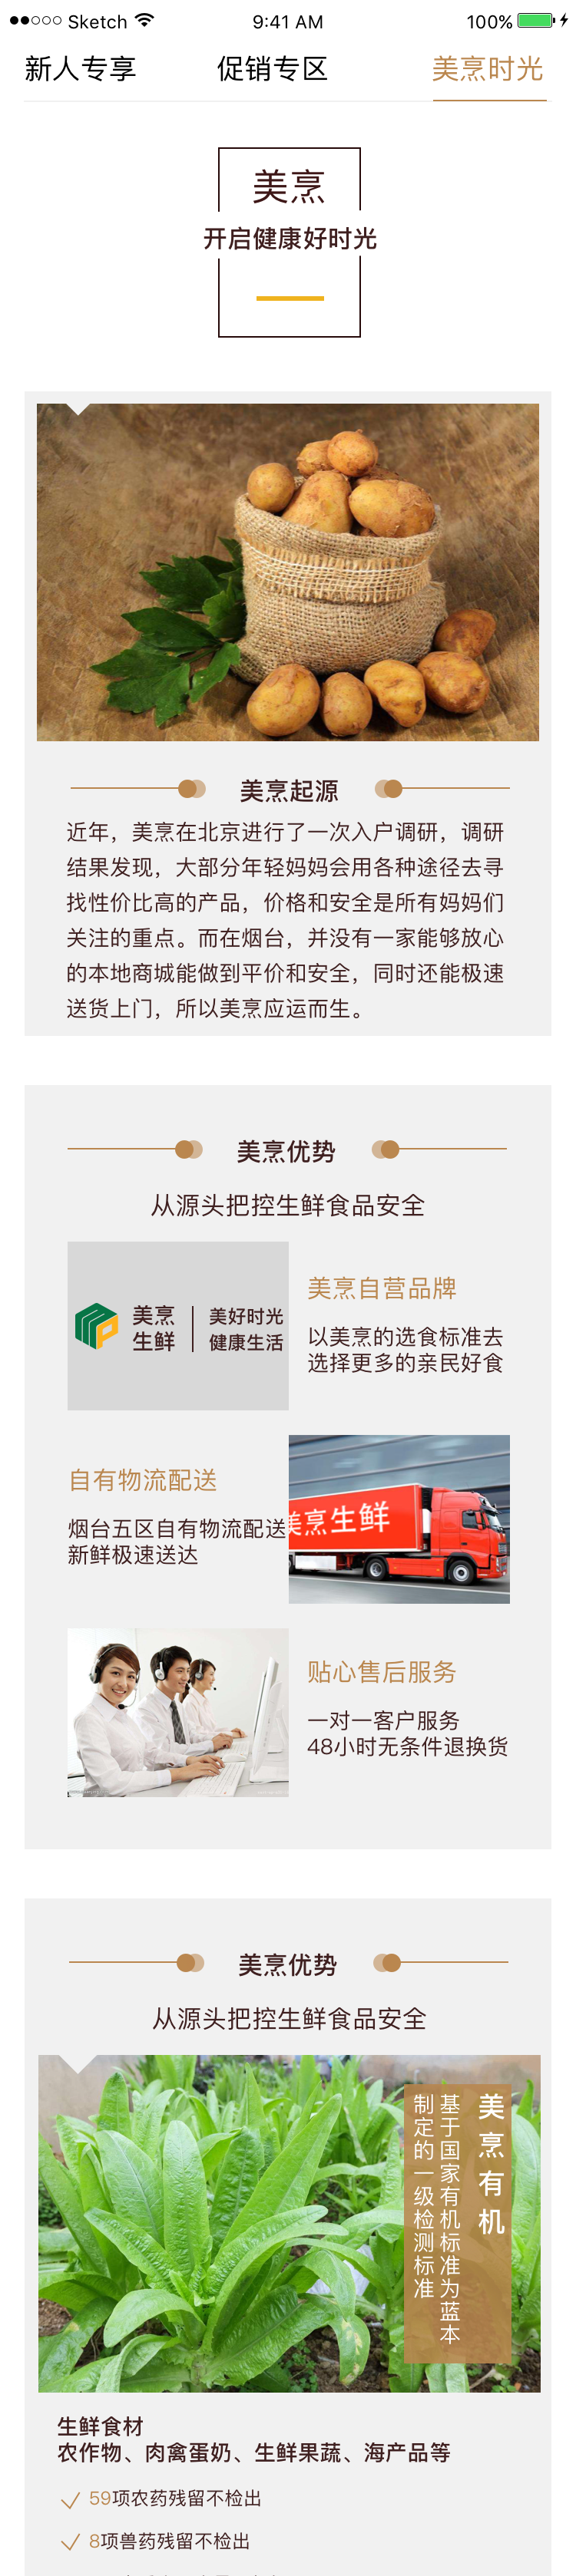 Sketch
9:41 AM
100%
新人专享
促销专区
美烹时光
美烹
开启健康好时光
美烹起源
近年，美烹在北京进行了一次入户调研，调研
结果发现，大部分年轻妈妈会用各种途径去寻
找性价比高的产品，价格和安全是所有妈妈们
关注的重点。而在烟台，并没有一家能够放心
的本地商城能做到平价和安全，同时还能极速
送货上门，所以美烹应运而生。
美烹优势
从源头把控生鲜食品安全
美烹
生鲜
美好时光
健康生活
美烹自营品牌
以美烹的选食标准去
选择更多的亲民好食
自有物流配送
烟台五区自有物流配送
新鲜极速送达
美烹生鲜
贴心售后服务
一对一客户服务
48小时无条件退换货
美烹优势
从源头把控生鲜食品安全
美烹有机
基于国家有机标准为蓝本
制定的一级检测标准
生鲜食材
农作物、肉禽蛋奶、生鲜果蔬、海产品等
59项农药残留不检出
8项兽药残留不检出